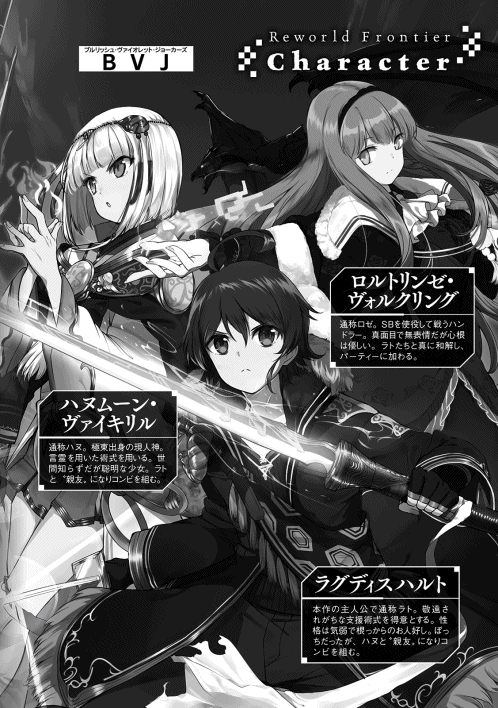 Reworld Frontier
Character
ブルリッシュ・ヴァイオレット・ジョーカーズ
BVJ
ロルトリンゼ・
ヴォルクリング
通称ロゼ。SBを使役して戦うハン
ドラー。真面目で無表情だが心根
は優しい。ラトたちと真に和解し、
パーティーに加わる。
ハヌムーン・
ヴァイキリル
通称ハヌ。極東出身の現人神。
言霊を用いた術式を用いる。世
間知らずだが聡明な少女。ラト
と〝親友〟になりコンビを組む。
ラグディスハルト
本作の主人公で通称ラト。敬遠さ
れがちな支援術式を得意とする。性
格は気弱で根っからのお人好し。ぼっ
ちだったが、ハヌと〝親友〟になりコ
ンビを組む。